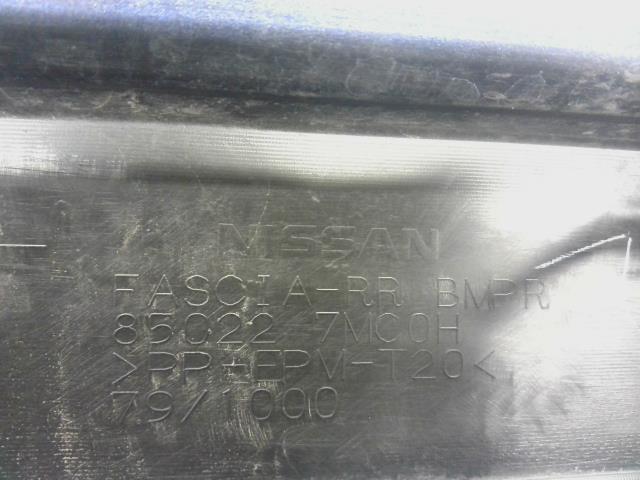 NISSAN
FASCIA-RR BMPR
85022 7MC0H
>PP+EPM-T20<
79/1000